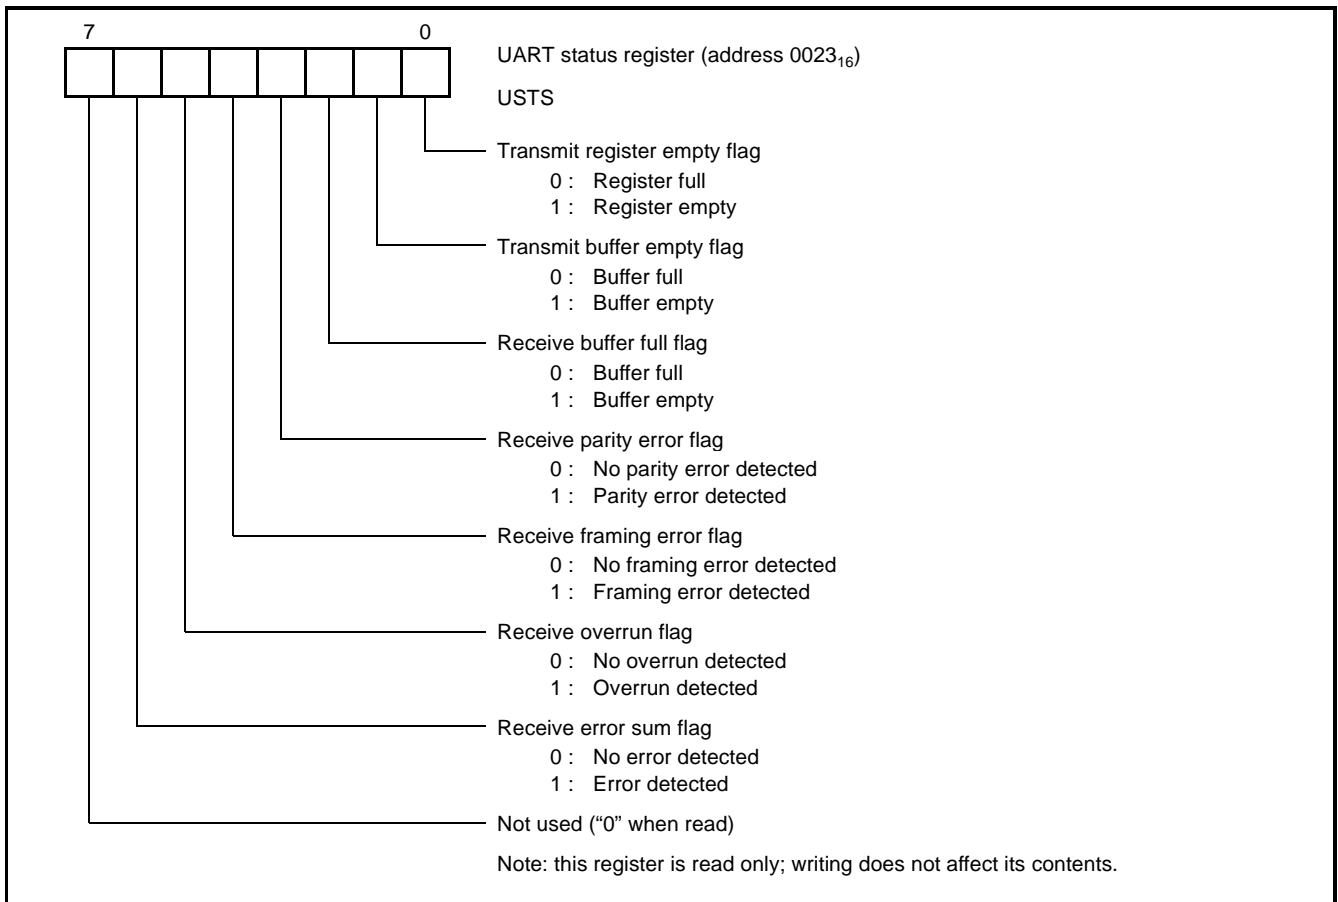 7 0
UART status register (address 0023₁₆)
USTS
Transmit register empty flag
0 : Register full
1 : Register empty
Transmit buffer empty flag
0 : Buffer full
1 : Buffer empty
Receive buffer full flag
0 : Buffer full
1 : Buffer empty
Receive parity error flag
0 : No parity error detected
1 : Parity error detected
Receive framing error flag
0 : No framing error detected
1 : Framing error detected
Receive overrun flag
0 : No overrun detected
1 : Overrun detected
Receive error sum flag
0 : No error detected
1 : Error detected
Not used (“0” when read)
Note: this register is read only; writing does not affect its contents.